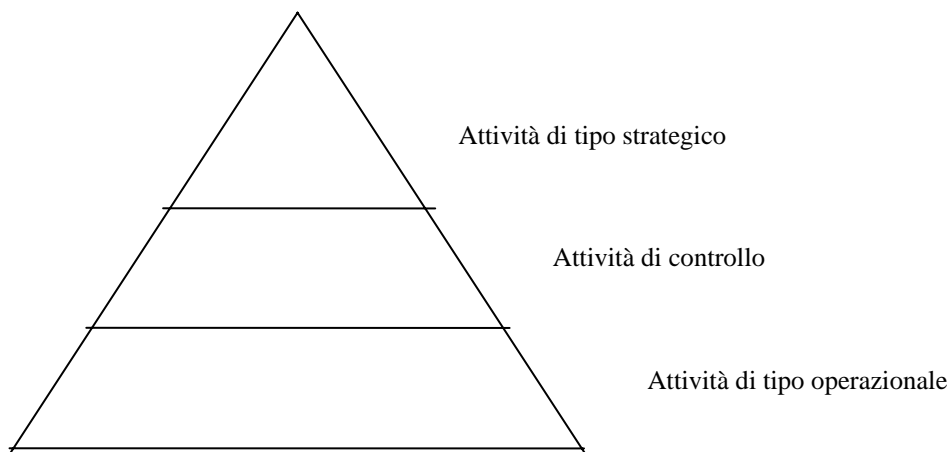 Attività di tipo strategico
Attività di controllo
Attività di tipo operazionale